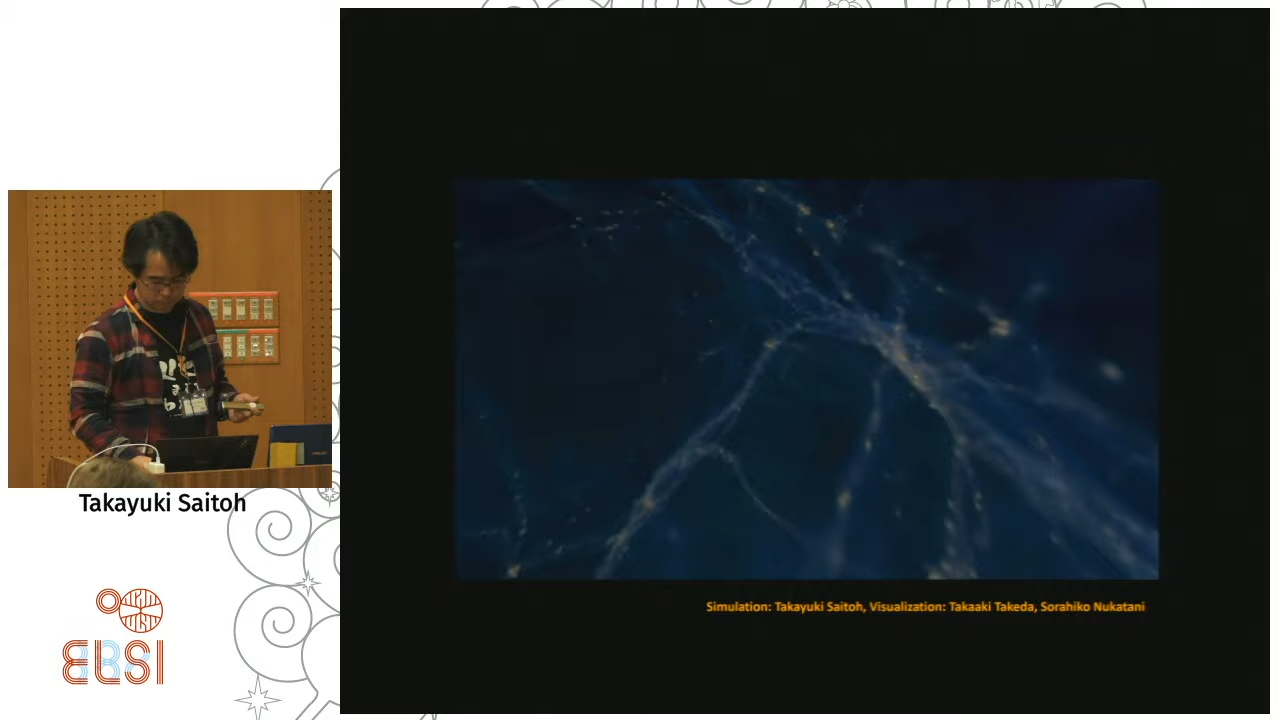 Simulation: Takayuki Saitoh, Visualization: Takaaki Takeda, Sorahiko Nukatani
Takayuki Saitoh
ELSI